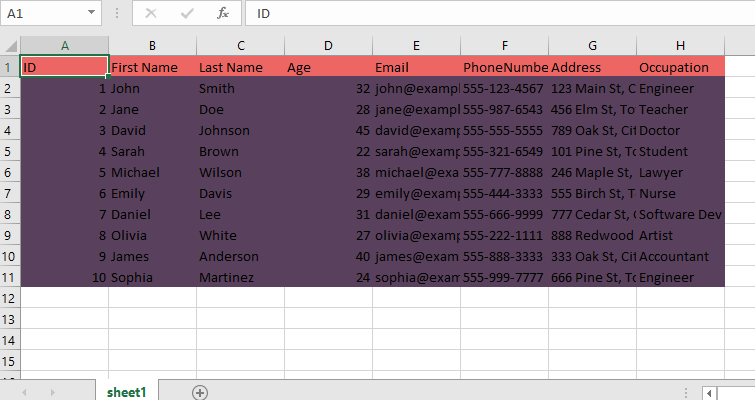 A1 fx ID
A B C D E F G H
1 ID First Name Last Name Age Email PhoneNumbe Address Occupation
2 1 John Smith 32 john@exampl 555-123-4567 123 Main St, C Engineer
3 2 Jane Doe 28 jane@exampl 555-987-6543 456 Elm St, To Teacher
4 3 David Johnson 45 david@examp 555-555-5555 789 Oak St, Cit Doctor
5 4 Sarah Brown 22 sarah@examp 555-321-6549 101 Pine St, To Student
6 5 Michael Wilson 38 michael@exa 555-777-8888 246 Maple St, Lawyer
7 6 Emily Davis 29 emily@examp 555-444-3333 555 Birch St, T Nurse
8 7 Daniel Lee 31 daniel@exam 555-666-9999 777 Cedar St, Software Dev
9 8 Olivia White 27 olivia@examp 555-222-1111 888 Redwood Artist
10 9 James Anderson 40 james@exam 555-888-3333 333 Oak St, Cit Accountant
11 10 Sophia Martinez 24 sophia@exam 555-999-7777 666 Pine St, To Engineer
12
13
14
15
sheet1